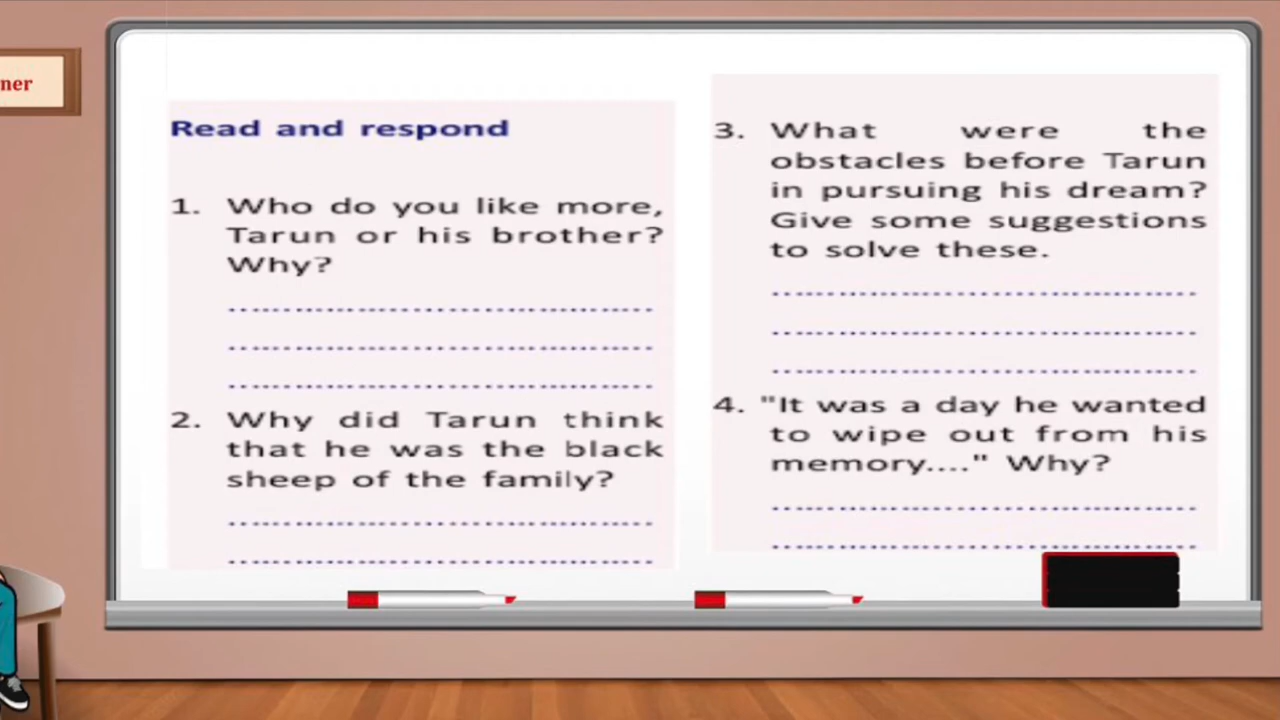 ner
Read and respond
1. Who do you like more,
Tarun or his brother?
Why?
2. Why did Tarun think
that he was the black
sheep of the family?
3. What were the
obstacles before Tarun
in pursuing his dream?
Give some suggestions
to solve these.
4. "It was a day he wanted
to wipe out from his
memory...." Why?